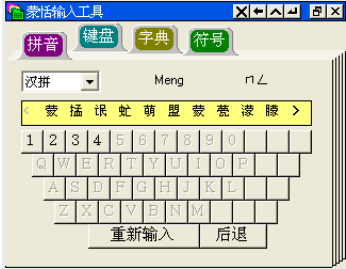 蒙恬输入工具
拼音 键盘 字典 符号
汉拼 Meng ㄇㄥ
< 蒙 掹 氓 虻 萌 盟 蒙 甍 濛 朦 >
1 2 3 4 5 6 7 8 9 0
Q W E R T Y U I O P
A S D F G H J K L
Z X C V B N M
重新输入 后退